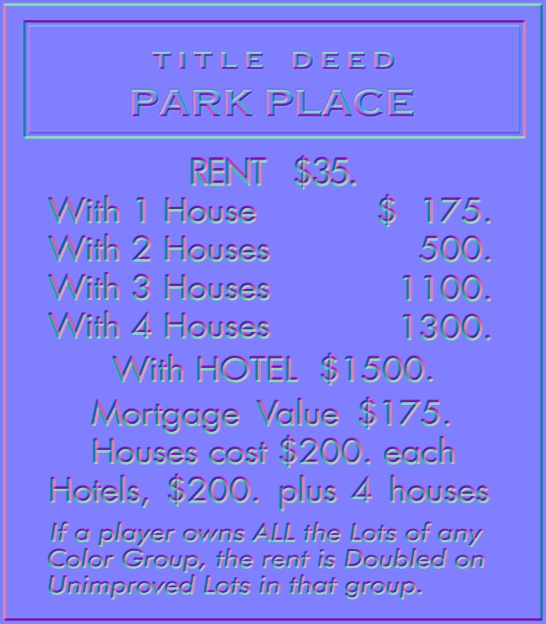 TITLE DEED
PARK PLACE
RENT $35.
With 1 House $ 175.
With 2 Houses 500.
With 3 Houses 1100.
With 4 Houses 1300.
With HOTEL $1500.
Mortgage Value $175.
Houses cost $200. each
Hotels, $200. plus 4 houses
If a player owns ALL the Lots of any
Color Group, the rent is Doubled on
Unimproved Lots in that group.